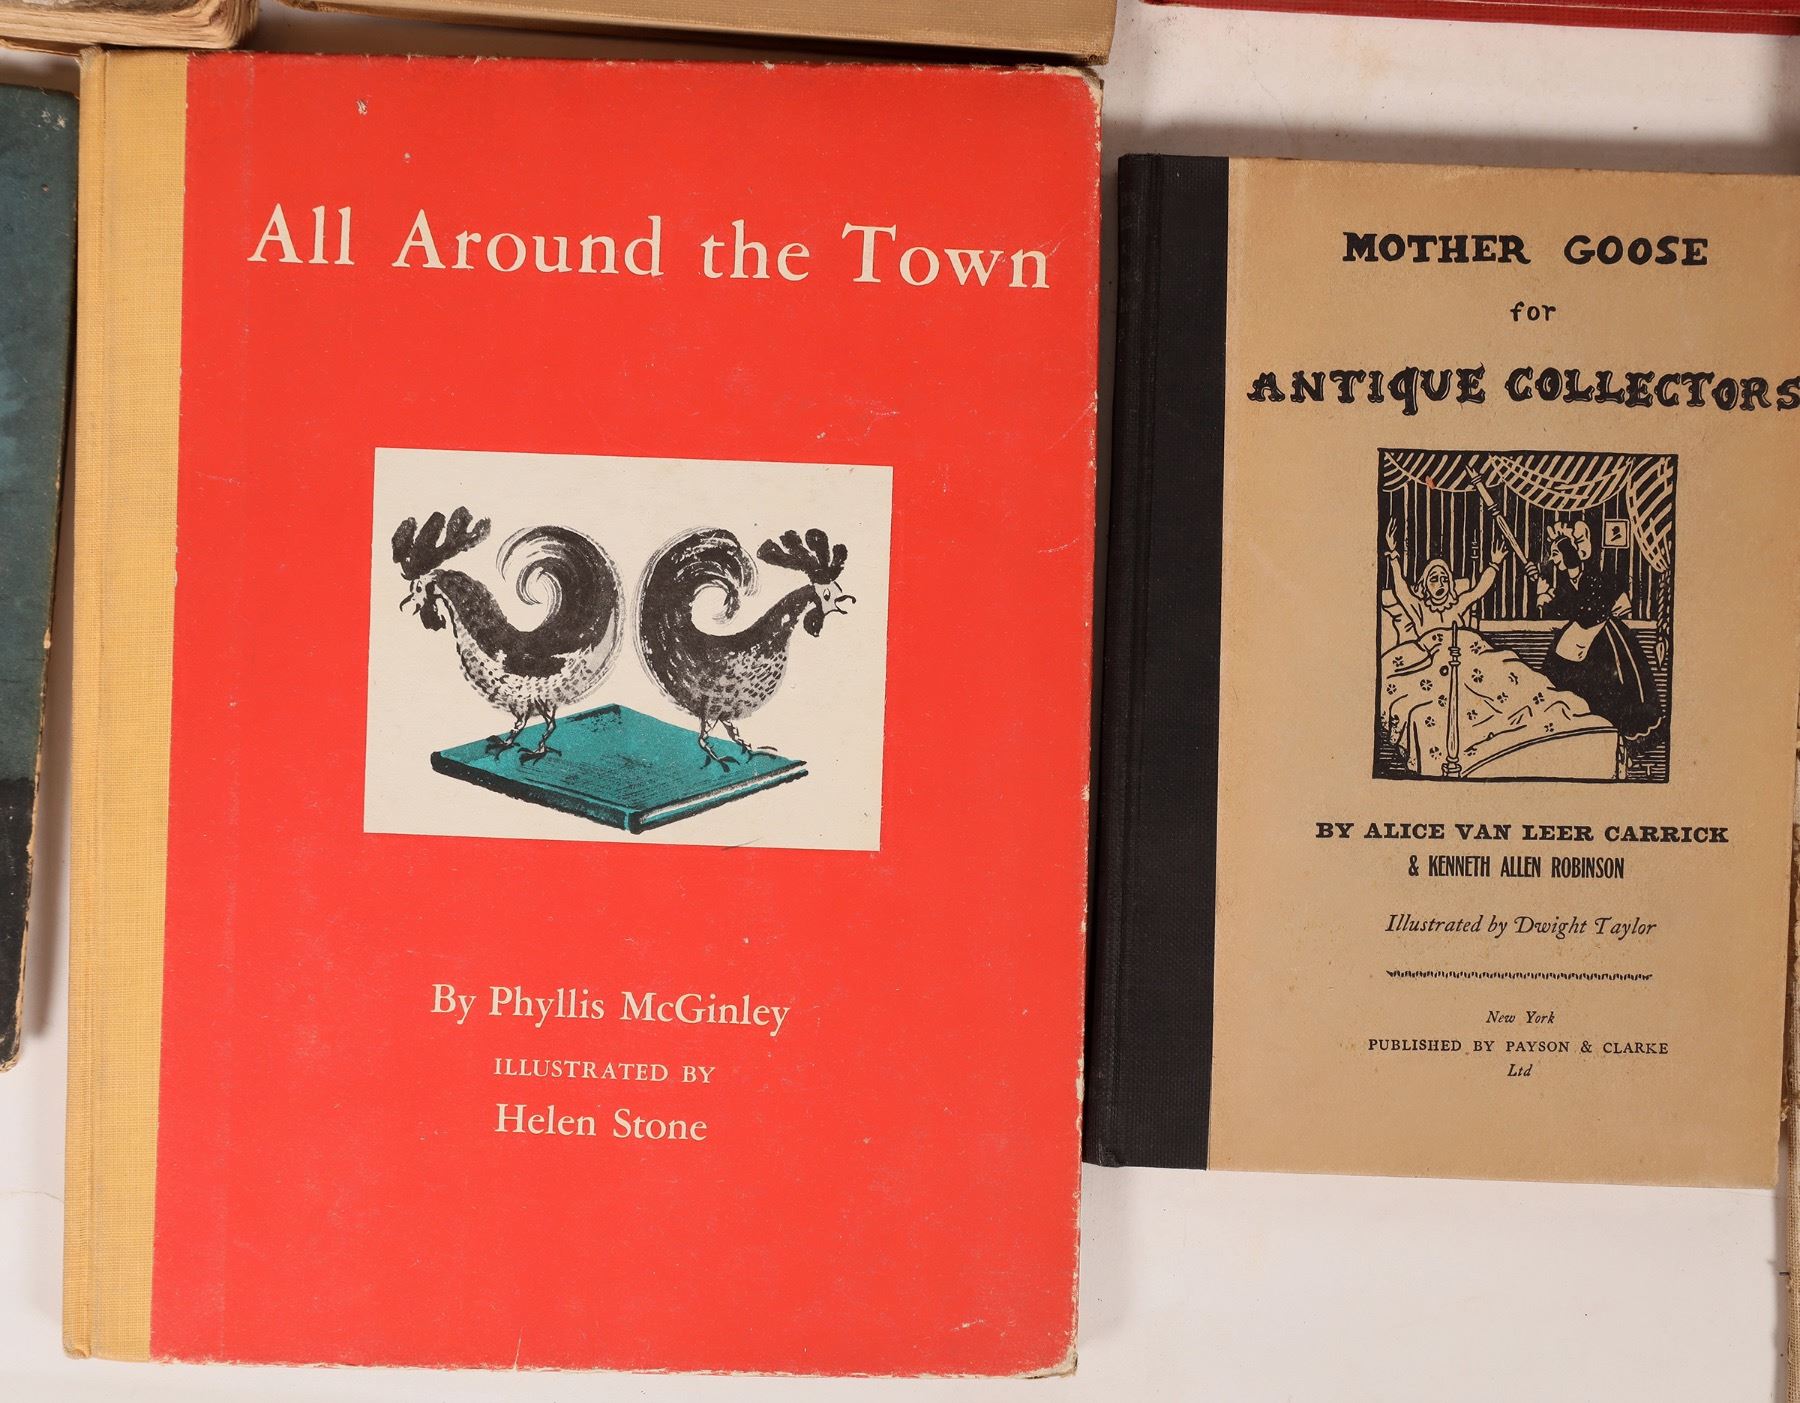 All Around the Town
By Phyllis McGinley
ILLUSTRATED BY
Helen Stone
MOTHER GOOSE
for
ANTIQUE COLLECTORS
BY ALICE VAN LEER CARRICK
& KENNETH ALLEN ROBINSON
Illustrated by Dwight Taylor
New York
PUBLISHED BY PAYSON & CLARKE
Ltd